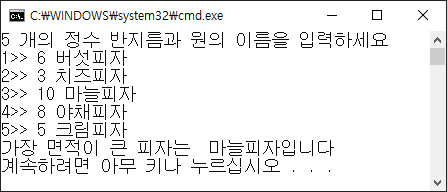 C:\WINDOWS\system32\cmd.exe
5 개의 정수 반지름과 원의 이름을 입력하세요
1>> 6 버섯피자
2>> 3 치즈피자
3>> 10 마늘피자
4>> 8 야채피자
5>> 5 크림피자
가장 면적이 큰 피자는  마늘피자입니다
계속하려면 아무 키나 누르십시오 . . .